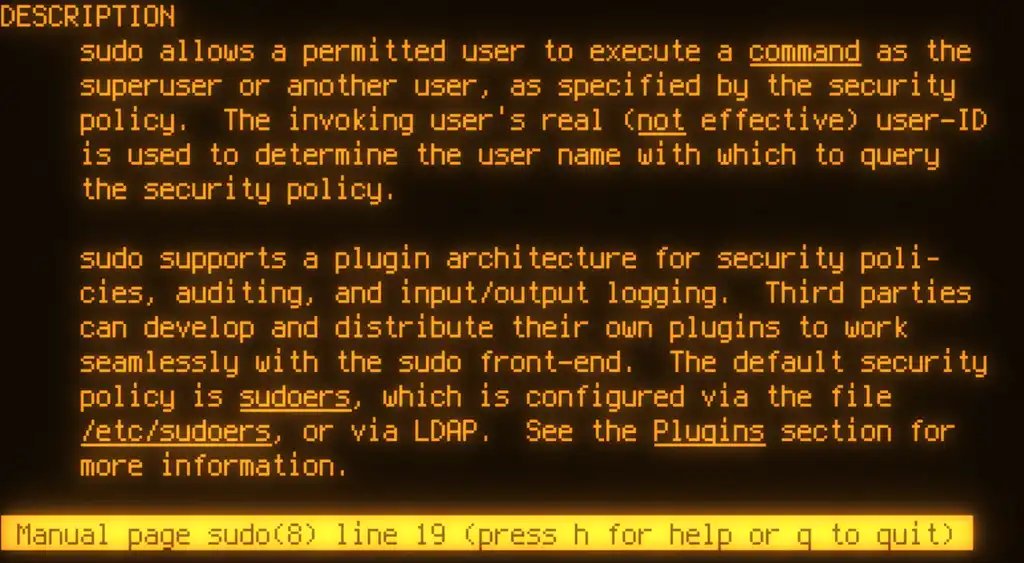 DESCRIPTION
sudo allows a permitted user to execute a command as the
superuser or another user, as specified by the security
policy.  The invoking user's real (not effective) user-ID
is used to determine the user name with which to query
the security policy.
sudo supports a plugin architecture for security poli-
cies, auditing, and input/output logging.  Third parties
can develop and distribute their own plugins to work
seamlessly with the sudo front-end.  The default security
policy is sudoers, which is configured via the file
/etc/sudoers, or via LDAP.  See the Plugins section for
more information.
Manual page sudo(8) line 19 (press h for help or q to quit)